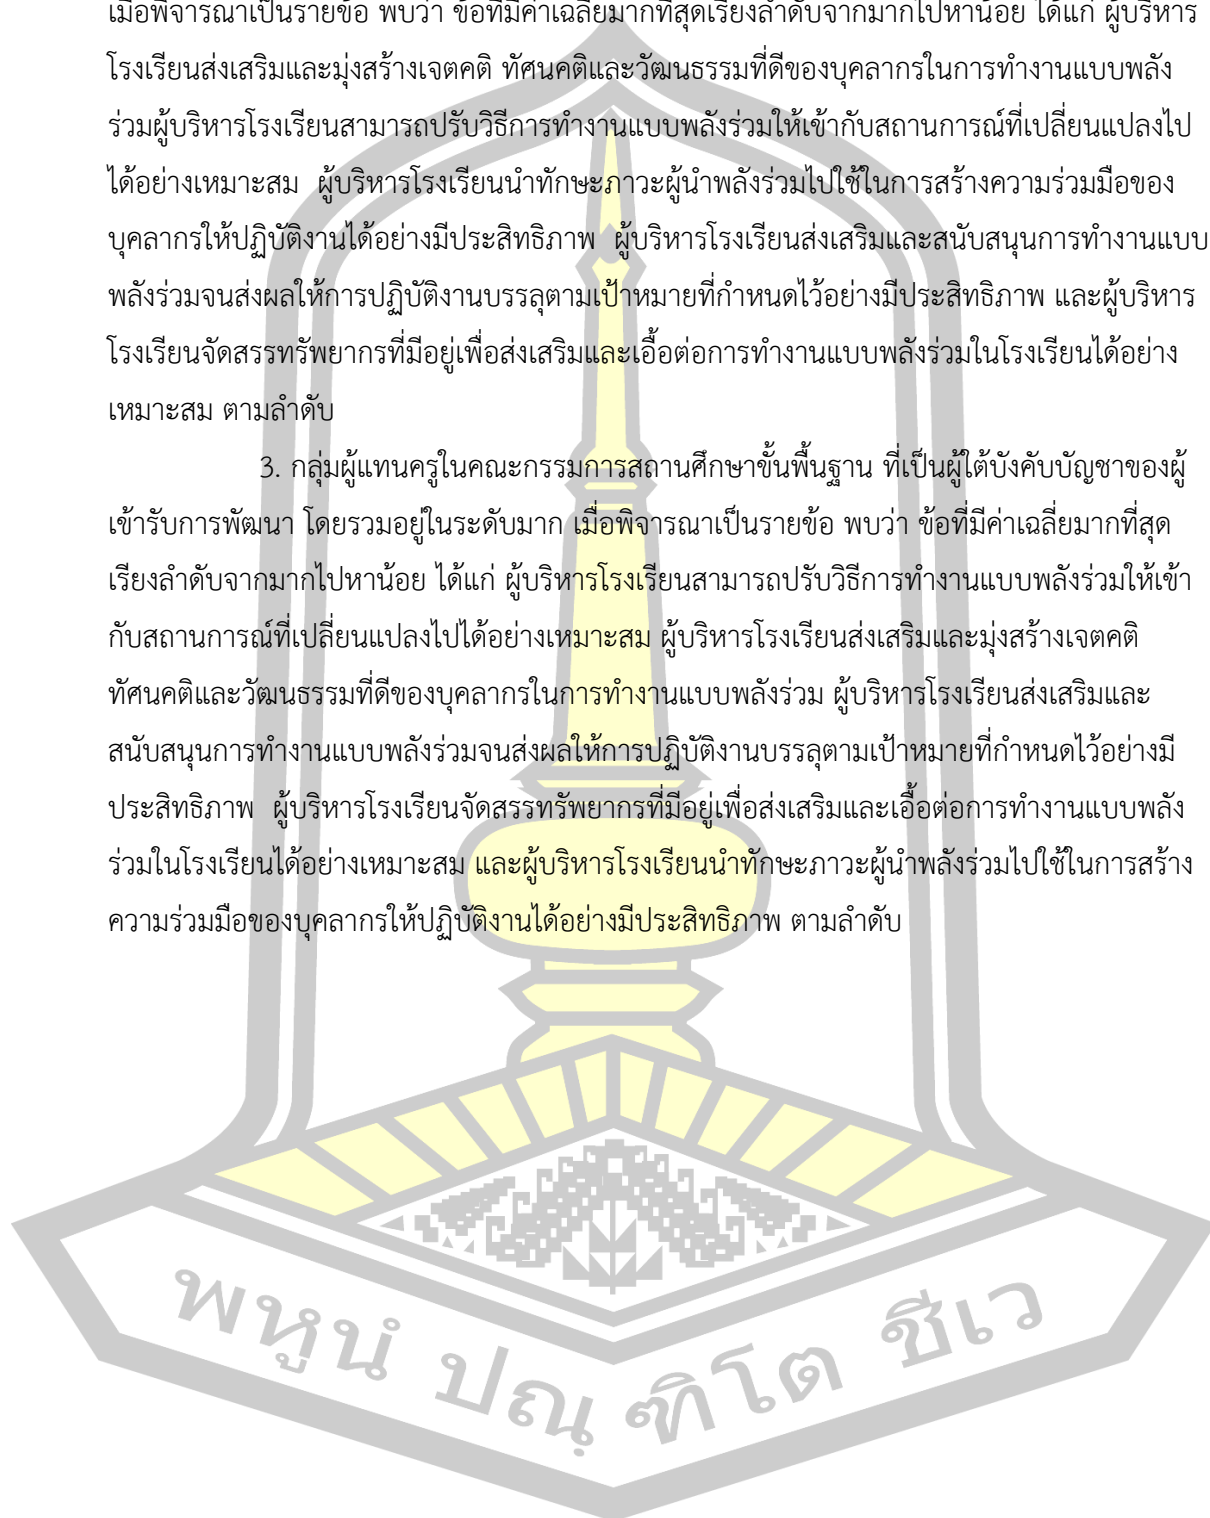 เมื่อพิจารณาเป็นรายข้อ พบว่า ข้อที่มีค่าเฉลี่ยมากที่สุดเรียงลำดับจากมากไปหาน้อย ได้แก่ ผู้บริหาร
โรงเรียนส่งเสริมและมุ่งสร้างเจตคติ ทัศนคติและวัฒนธรรมที่ดีของบุคลากรในการทำงานแบบพลัง
ร่วมผู้บริหารโรงเรียนสามารถปรับวิธีการทำงานแบบพลังร่วมให้เข้ากับสถานการณ์ที่เปลี่ยนแปลงไป
ได้อย่างเหมาะสม ผู้บริหารโรงเรียนนำทักษะภาวะผู้นำพลังร่วมไปใช้ในการสร้างความร่วมมือของ
บุคลากรให้ปฏิบัติงานได้อย่างมีประสิทธิภาพ ผู้บริหารโรงเรียนส่งเสริมและสนับสนุนการทำงานแบบ
พลังร่วมจนส่งผลให้การปฏิบัติงานบรรลุตามเป้าหมายที่กำหนดไว้อย่างมีประสิทธิภาพ และผู้บริหาร
โรงเรียนจัดสรรทรัพยากรที่มีอยู่เพื่อส่งเสริมและเอื้อต่อการทำงานแบบพลังร่วมในโรงเรียนได้อย่าง
เหมาะสม ตามลำดับ
3. กลุ่มผู้แทนครูในคณะกรรมการสถานศึกษาขั้นพื้นฐาน ที่เป็นผู้ใต้บังคับบัญชาของผู้
เข้ารับการพัฒนา โดยรวมอยู่ในระดับมาก เมื่อพิจารณาเป็นรายข้อ พบว่า ข้อที่มีค่าเฉลี่ยมากที่สุด
เรียงลำดับจากมากไปหาน้อย ได้แก่ ผู้บริหารโรงเรียนสามารถปรับวิธีการทำงานแบบพลังร่วมให้เข้า
กับสถานการณ์ที่เปลี่ยนแปลงไปได้อย่างเหมาะสม ผู้บริหารโรงเรียนส่งเสริมและมุ่งสร้างเจตคติ
ทัศนคติและวัฒนธรรมที่ดีของบุคลากรในการทำงานแบบพลังร่วม ผู้บริหารโรงเรียนส่งเสริมและ
สนับสนุนการทำงานแบบพลังร่วมจนส่งผลให้การปฏิบัติงานบรรลุตามเป้าหมายที่กำหนดไว้อย่างมี
ประสิทธิภาพ ผู้บริหารโรงเรียนจัดสรรทรัพยากรที่มีอยู่เพื่อส่งเสริมและเอื้อต่อการทำงานแบบพลัง
ร่วมในโรงเรียนได้อย่างเหมาะสม และผู้บริหารโรงเรียนนำทักษะภาวะผู้นำพลังร่วมไปใช้ในการสร้าง
ความร่วมมือของบุคลากรให้ปฏิบัติงานได้อย่างมีประสิทธิภาพ ตามลำดับ
พหูนํ ปณฺฑิโต ชีเว